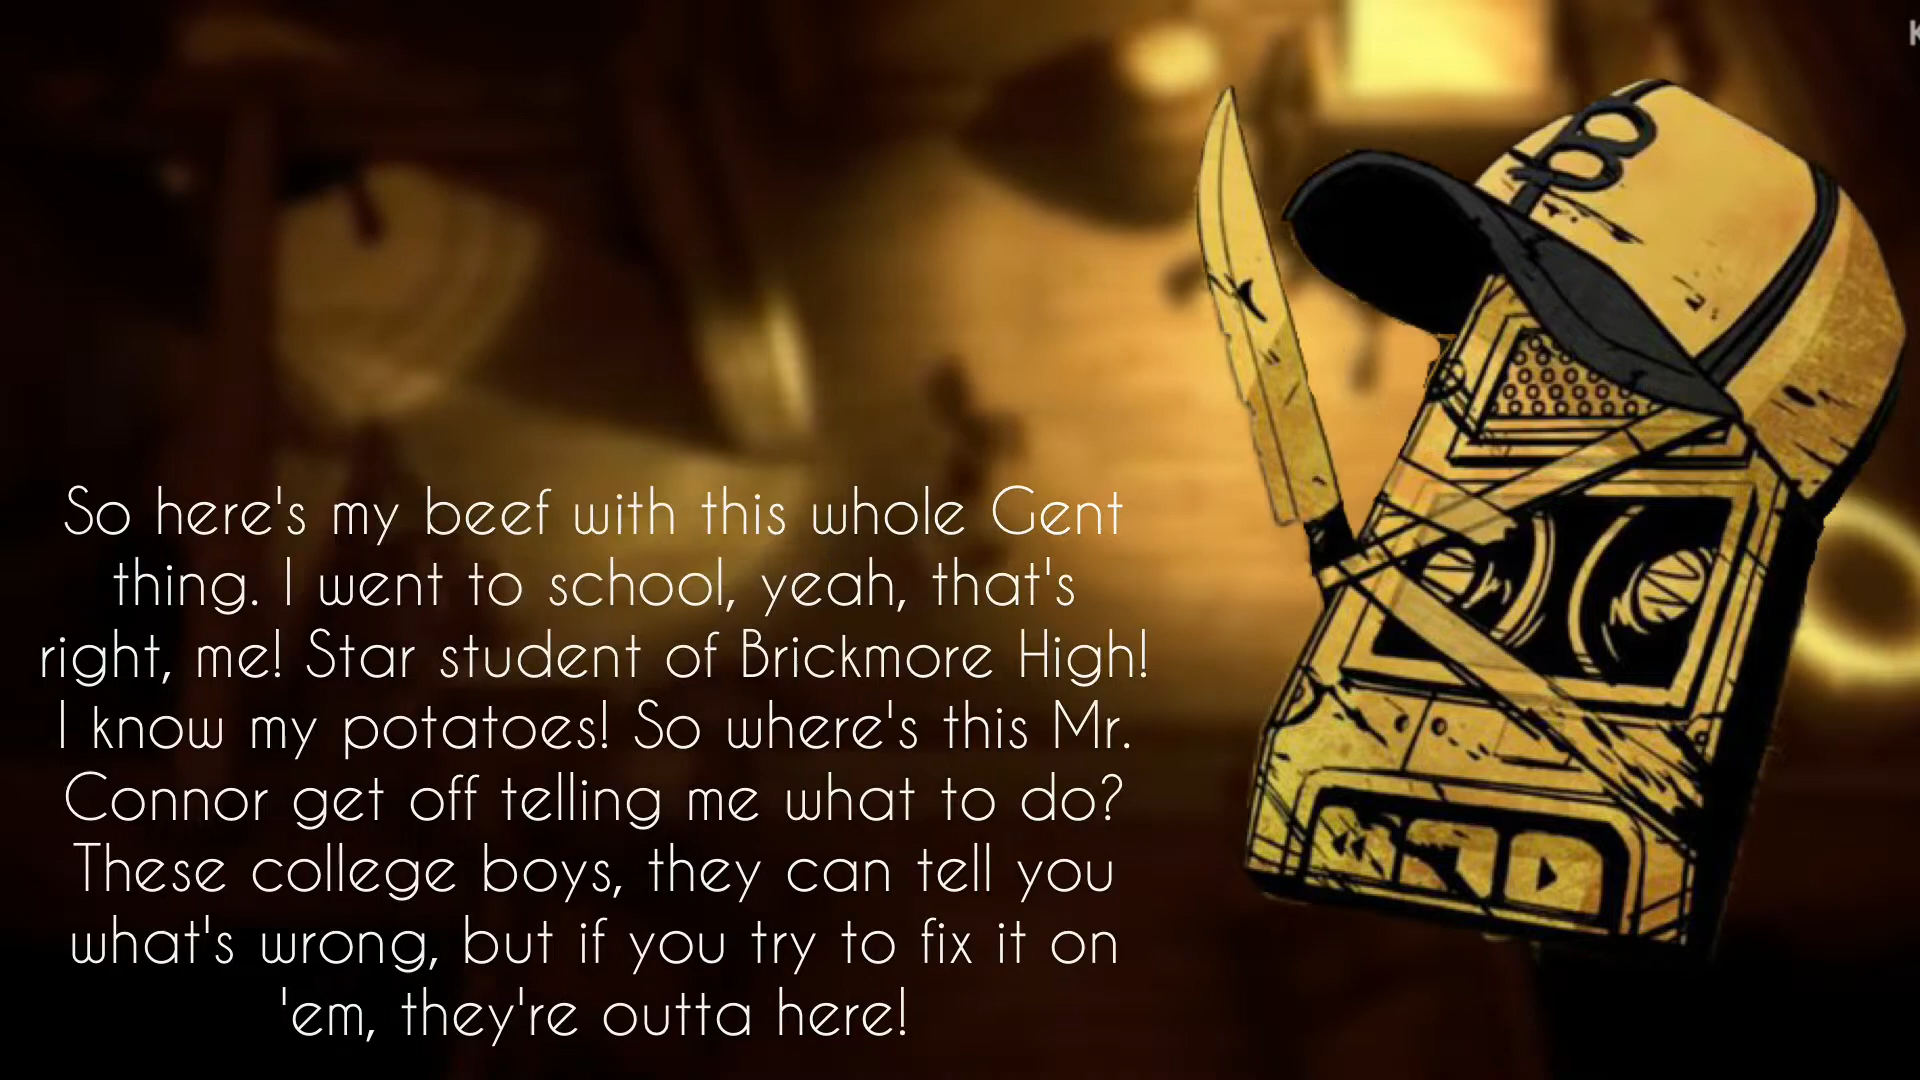 So here's my beef with this whole Gent
thing. I went to school, yeah, that's
right, me! Star student of Brickmore High!
I know my potatoes! So where's this Mr.
Connor get off telling me what to do?
These college boys, they can tell you
what's wrong, but if you try to fix it on
'em, they're outta here!
B
K